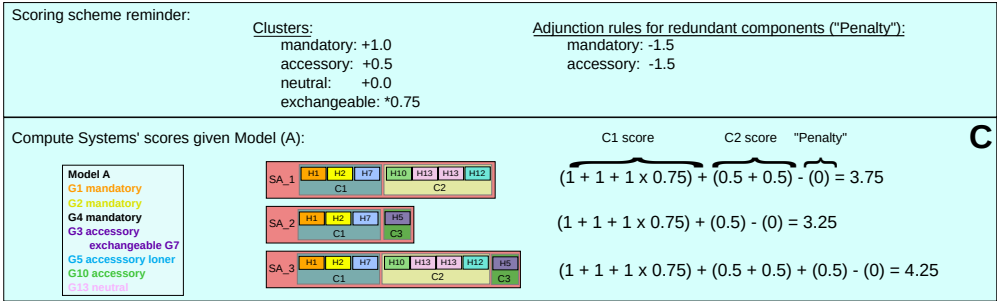 Scoring scheme reminder:
Clusters:
mandatory: +1.0
accessory: +0.5
neutral: +0.0
exchangeable: *0.75
Adjunction rules for redundant components ("Penalty"):
mandatory: -1.5
accessory: -1.5
Compute Systems' scores given Model (A):
C1 score C2 score "Penalty"
C
Model A
G1 mandatory
G2 mandatory
G4 mandatory
G3 accessory
exchangeable G7
G5 accesssory loner
G10 accessory
G13 neutral
SA_1 H1 H2 H7 H10 H13 H13 H12
C1 C2
(1 + 1 + 1 x 0.75) + (0.5 + 0.5) - (0) = 3.75
SA_2 H1 H2 H7 H5
C1 C3
(1 + 1 + 1 x 0.75) + (0.5) - (0) = 3.25
SA_3 H1 H2 H7 H10 H13 H13 H12 H5
C1 C2 C3
(1 + 1 + 1 x 0.75) + (0.5 + 0.5) + (0.5) - (0) = 4.25